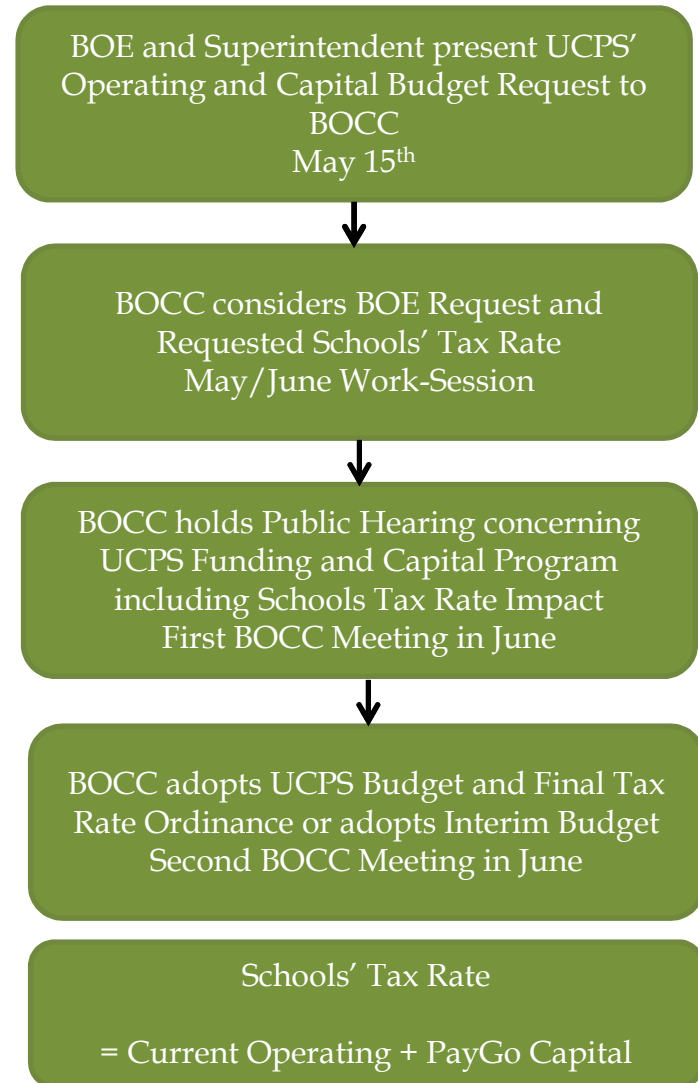 BOE and Superintendent present UCPS’
Operating and Capital Budget Request to
BOCC
May 15th
BOCC considers BOE Request and
Requested Schools’ Tax Rate
May/June Work-Session
BOCC holds Public Hearing concerning
UCPS Funding and Capital Program
including Schools Tax Rate Impact
First BOCC Meeting in June
BOCC adopts UCPS Budget and Final Tax
Rate Ordinance or adopts Interim Budget
Second BOCC Meeting in June
Schools’ Tax Rate
= Current Operating + PayGo Capital